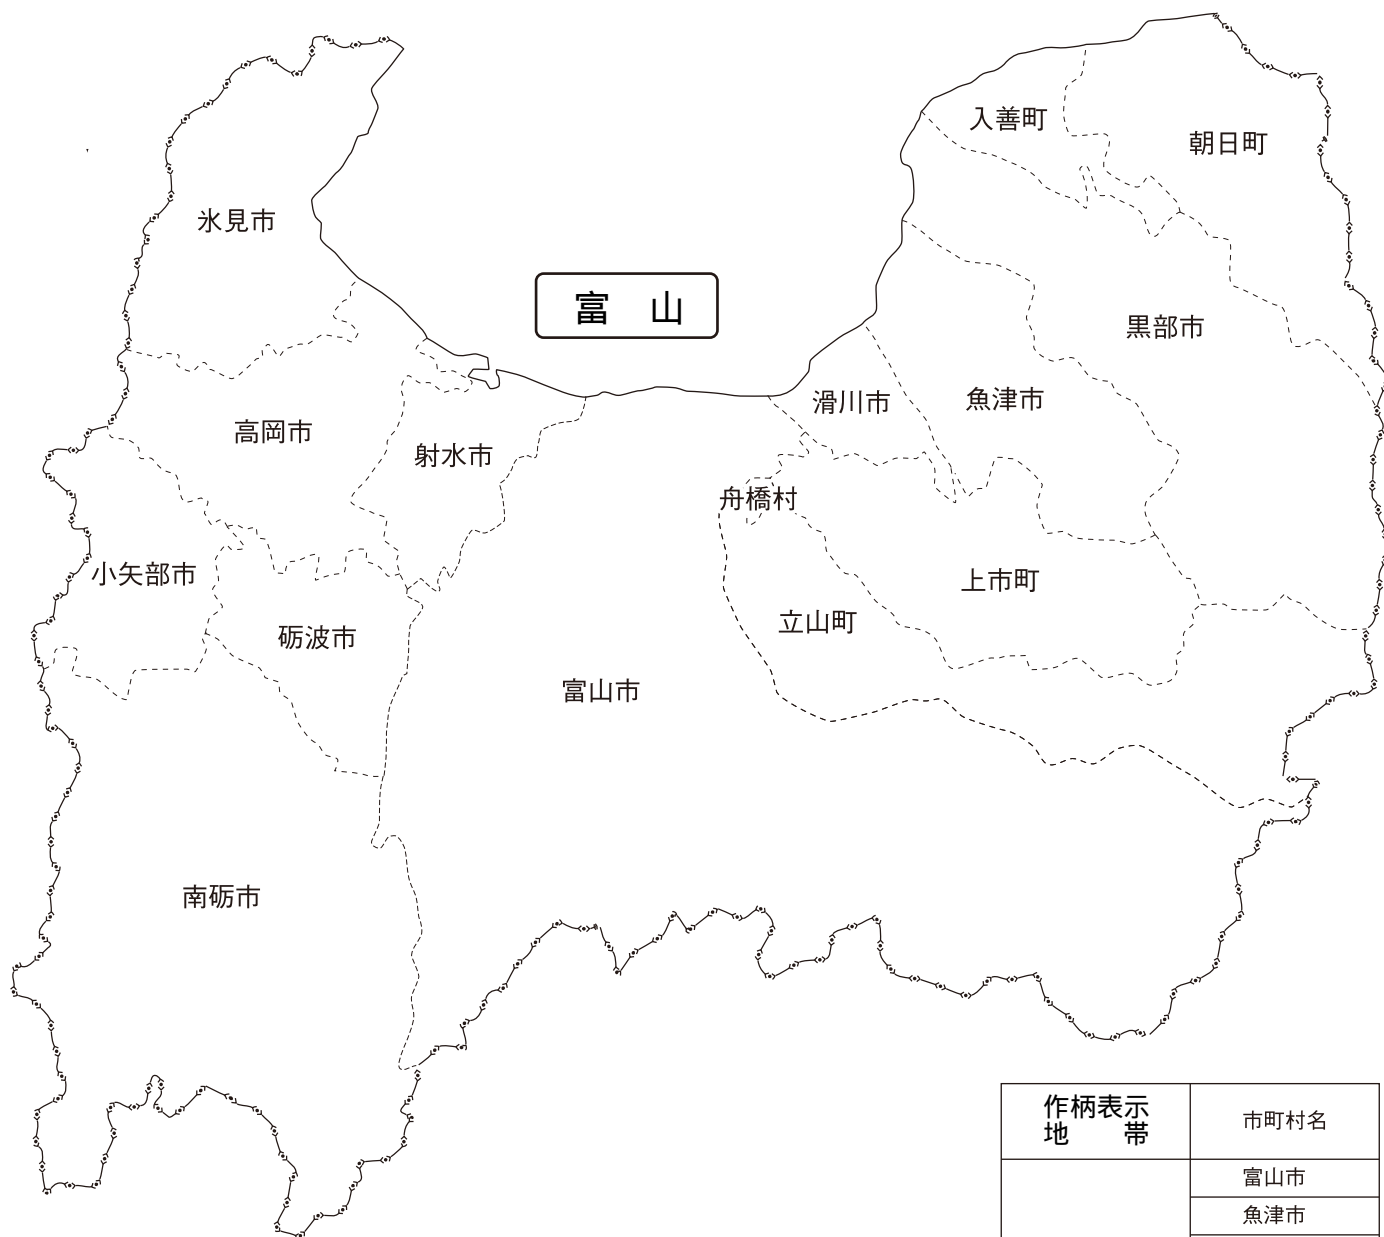 入善町
朝日町
氷見市
富　山
黒部市
魚津市
滑川市
高岡市
射水市
舟橋村
小矢部市
上市町
立山町
砺波市
富山市
南砺市
作柄表示
地　　帯
市町村名
富山市
魚津市